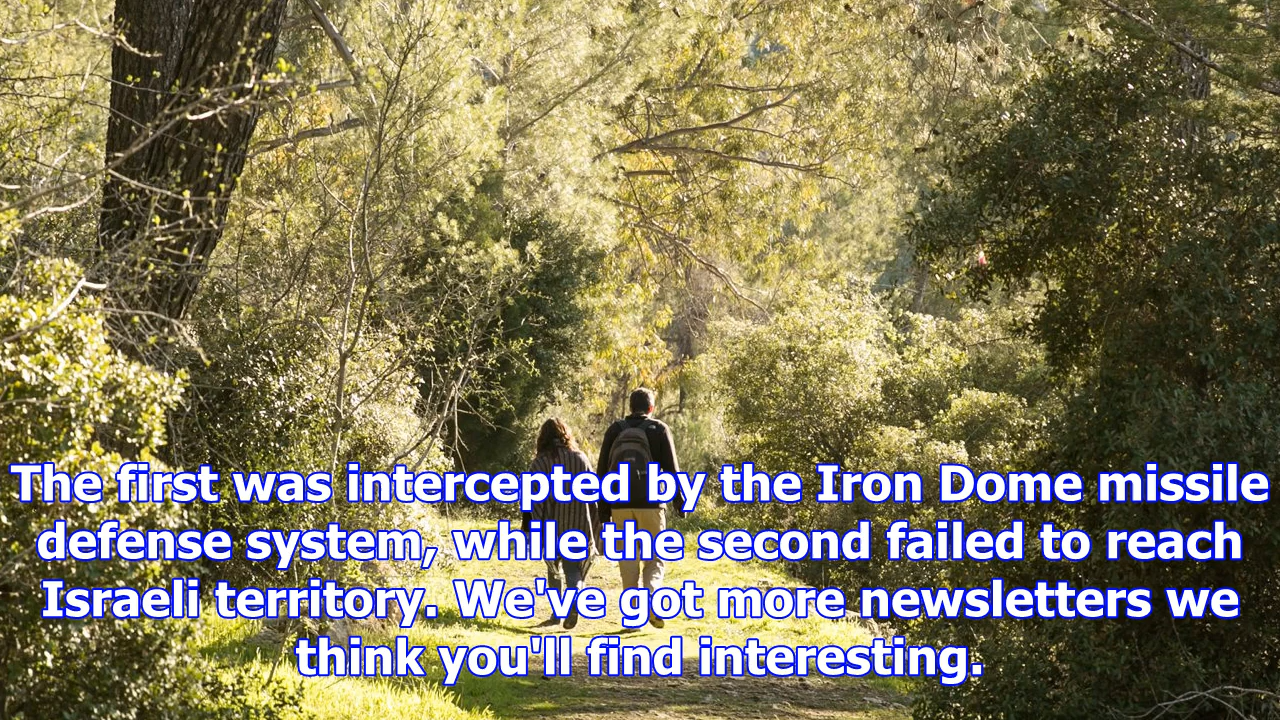 The first was intercepted by the Iron Dome missile
defense system, while the second failed to reach
Israeli territory. We've got more newsletters we
think you'll find interesting.